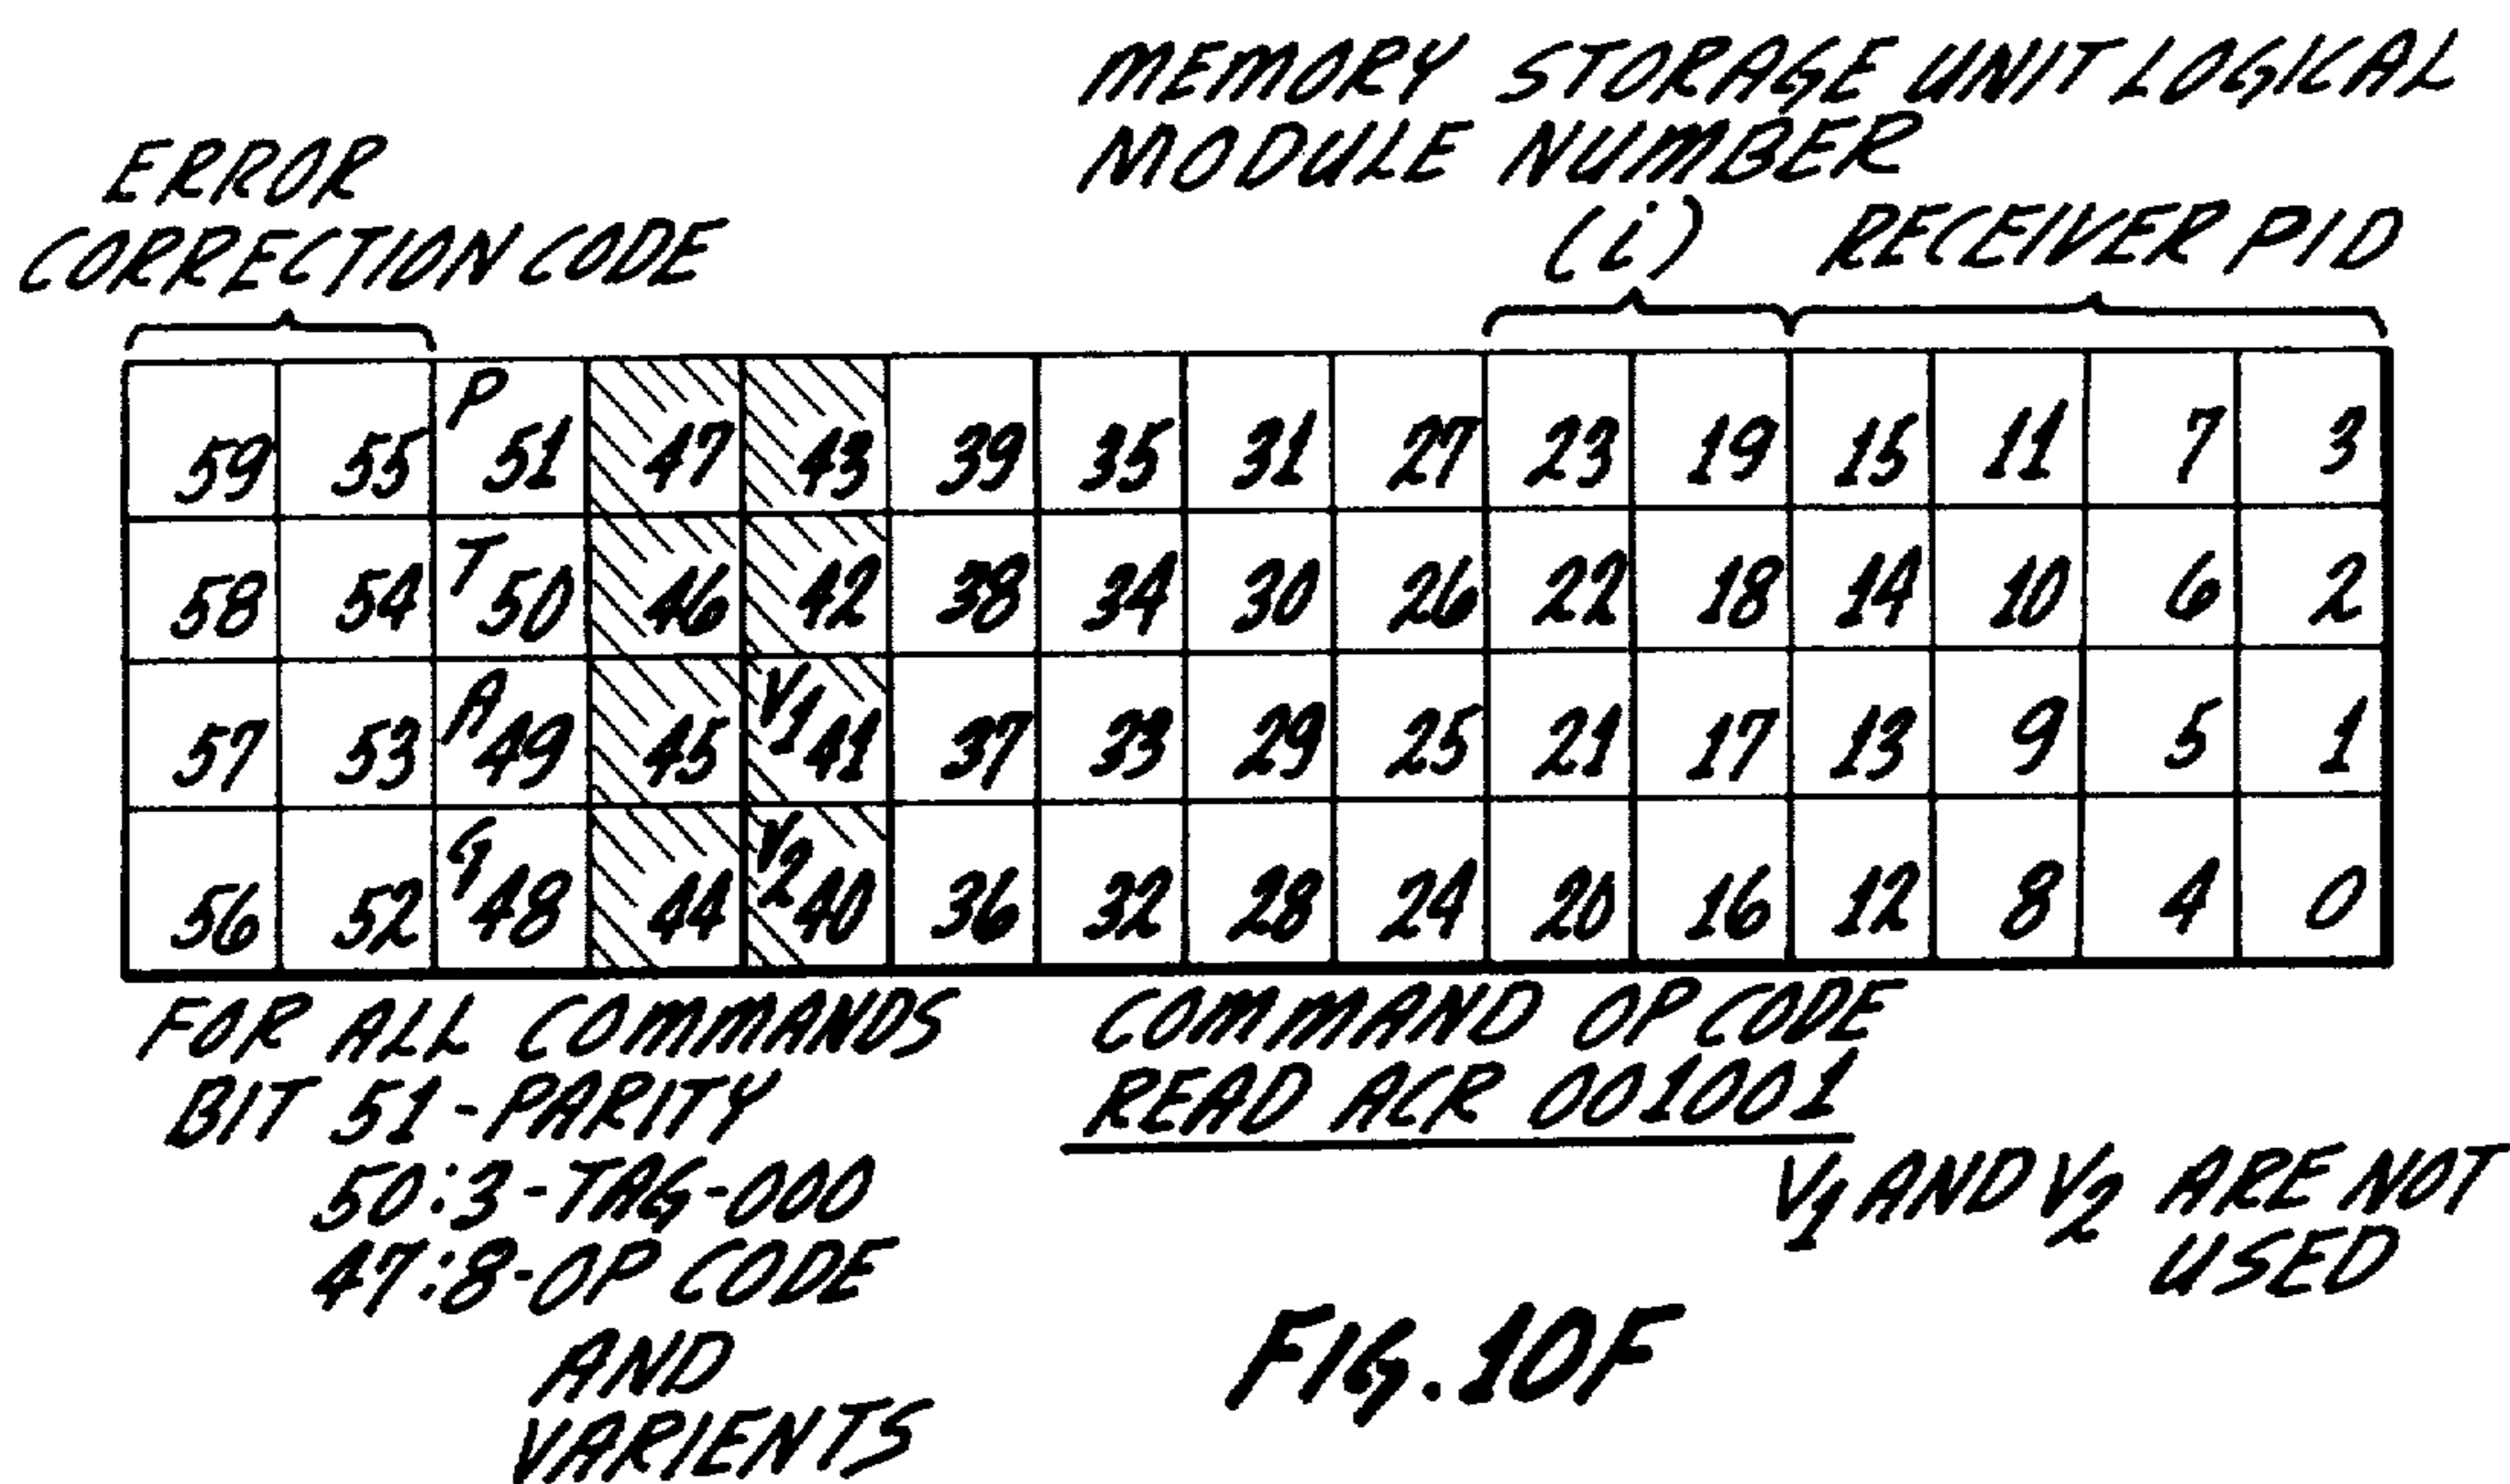 MEMORY STORAGE UNIT LOGICAL
MODULE NUMBER
ERROR
CORRECTION CODE
(i) RECEIVER PID
59 55 P 51 47 43 39 35 31 27 23 19 15 11 7 3
58 54 T 50 46 42 38 34 30 26 22 18 14 10 6 2
57 53 A 49 45 V1 41 37 33 29 25 21 17 13 9 5 1
56 52 G 48 44 V2 40 36 32 28 24 20 16 12 8 4 0
FOR ALL COMMANDS
BIT 51-PARITY
50:3-TAG-000
47:8-OP CODE
AND
VARIENTS
COMMAND OP CODE
READ ACR 001001
V1 AND V2 ARE NOT
USED
FIG. 10F